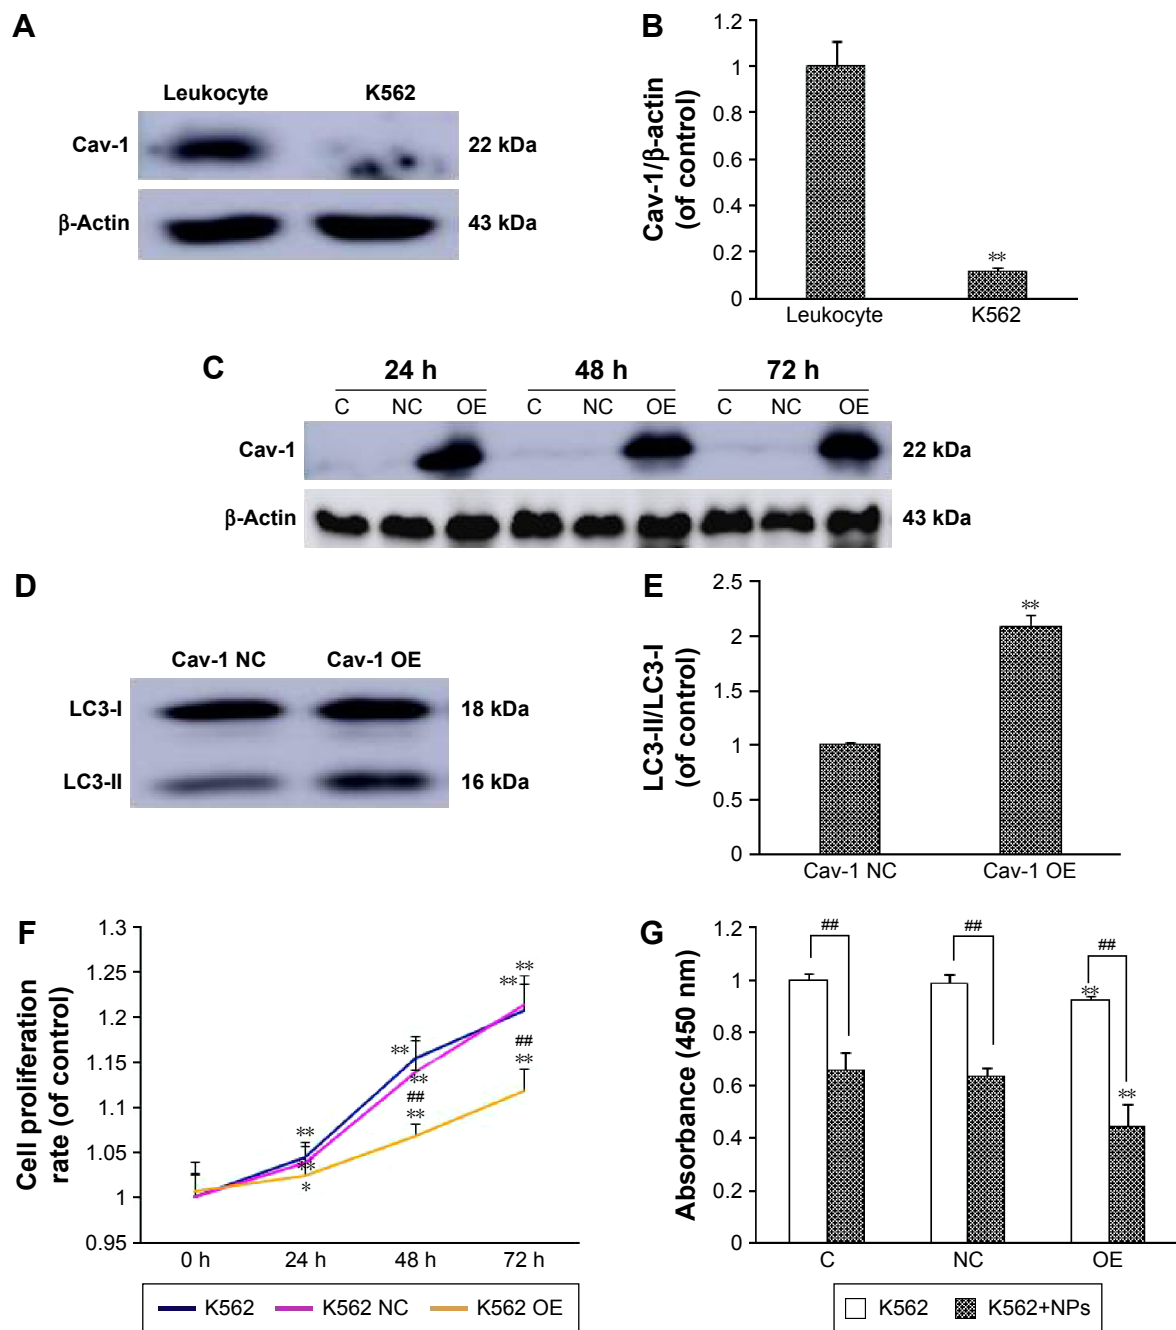 A
Leukocyte K562
Cav-1 22 kDa
β-Actin 43 kDa
B
Cav-1/β-actin
(of control)
1.2
1
0.8
0.6
0.4
0.2
0
**
Leukocyte K562
C
24 h 48 h 72 h
C NC OE C NC OE C NC OE
Cav-1 22 kDa
β-Actin 43 kDa
D
Cav-1 NC Cav-1 OE
LC3-I 18 kDa
LC3-II 16 kDa
E
LC3-II/LC3-I
(of control)
2.5
2
1.5
1
0.5
0
**
Cav-1 NC Cav-1 OE
F
Cell proliferation
rate (of control)
1.3
1.25
1.2
1.15
1.1
1.05
1
0.95
**
**
*
**
**
##
**
**
**
##
**
0 h 24 h 48 h 72 h
K562 K562 NC K562 OE
G
Absorbance (450 nm)
1.2
1
0.8
0.6
0.4
0.2
0
## ## ##
**
**
C NC OE
K562 K562+NPs